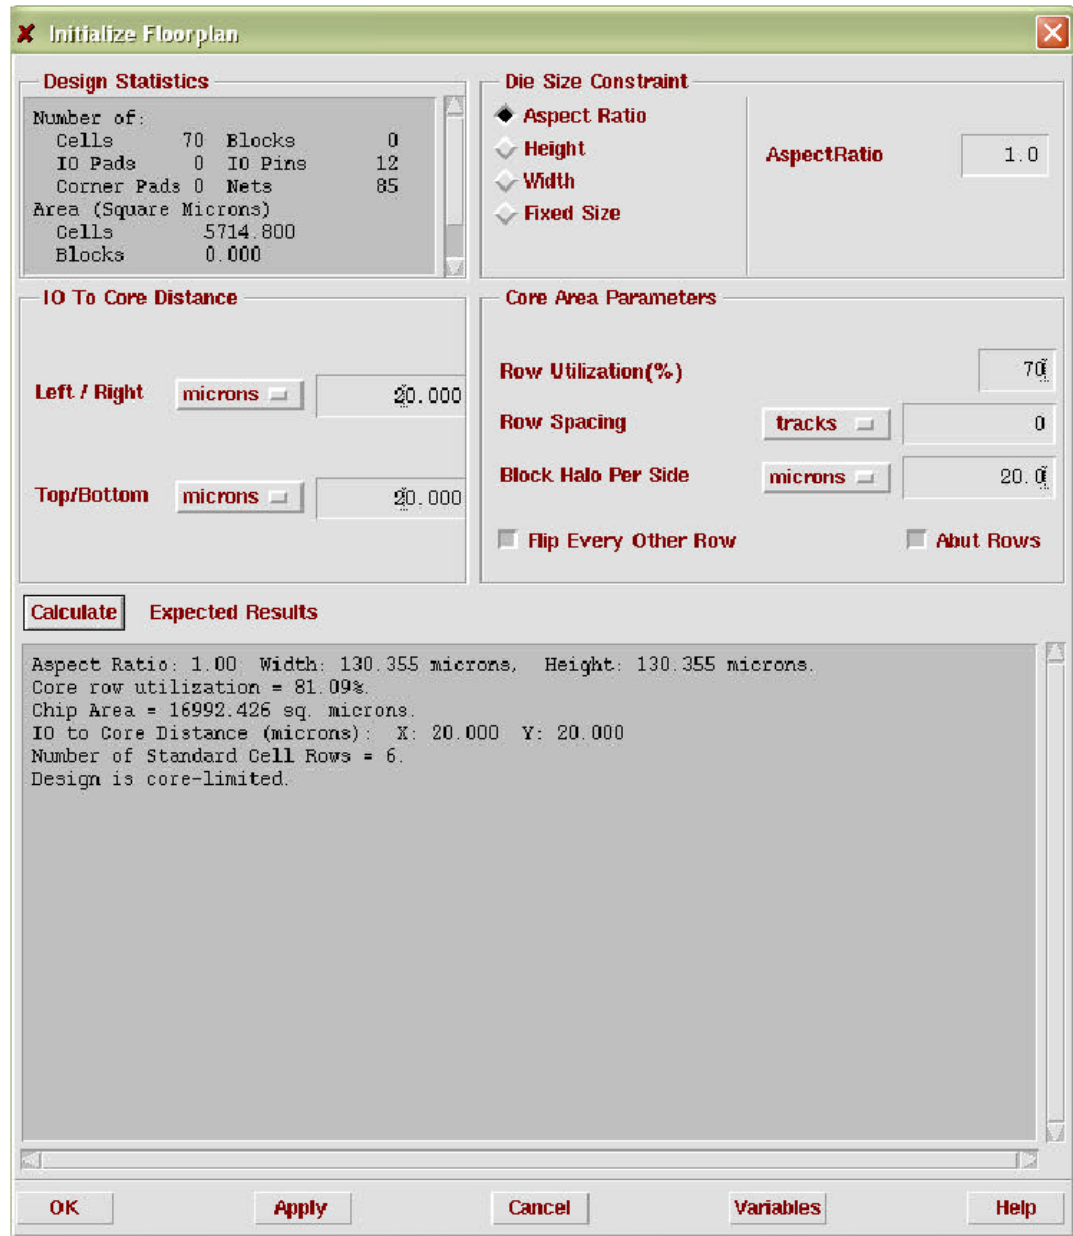 Initialize Floorplan
Design Statistics
Number of:
Cells 70 Blocks 0
IO Pads 0 IO Pins 12
Corner Pads 0 Nets 85
Area (Square Microns)
Cells 5714.800
Blocks 0.000
Die Size Constraint
Aspect Ratio
Height
Width
Fixed Size
AspectRatio 1.0
IO To Core Distance
Left / Right microns 20.000
Top/Bottom microns 20.000
Core Area Parameters
Row Utilization(%) 70
Row Spacing tracks 0
Block Halo Per Side microns 20.0
Flip Every Other Row Abut Rows
Calculate Expected Results
Aspect Ratio: 1.00 Width: 130.355 microns, Height: 130.355 microns.
Core row utilization = 81.09%.
Chip Area = 16992.426 sq. microns.
IO to Core Distance (microns): X: 20.000 Y: 20.000
Number of Standard Cell Rows = 6.
Design is core-limited.
OK Apply Cancel Variables Help